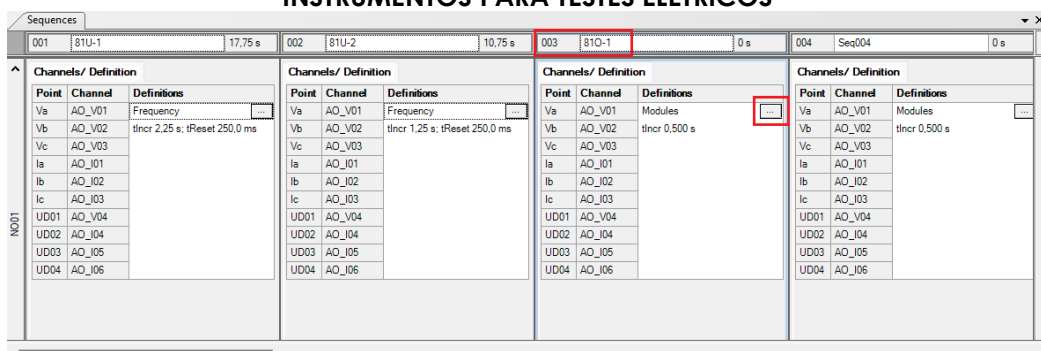 INSTRUMENTOS PARA TESTES ELÉTRICOS
Sequences
001 81U-1 17,75 s 002 81U-2 10,75 s 003 81O-1 0 s 004 Seq004 0 s
Channels/ Definition Channels/ Definition Channels/ Definition Channels/ Definition
Point Channel Definitions Point Channel Definitions Point Channel Definitions Point Channel Definitions
Va AO_V01 Frequency ... Va AO_V01 Frequency ... Va AO_V01 Modules ... Va AO_V01 Modules ...
Vb AO_V02 tIncr 2,25 s; tReset 250,0 ms Vb AO_V02 tIncr 1,25 s; tReset 250,0 ms Vb AO_V02 tIncr 0,500 s Vb AO_V02 tIncr 0,500 s
Vc AO_V03 Vc AO_V03 Vc AO_V03 Vc AO_V03
Ia AO_I01 Ia AO_I01 Ia AO_I01 Ia AO_I01
Ib AO_I02 Ib AO_I02 Ib AO_I02 Ib AO_I02
Ic AO_I03 Ic AO_I03 Ic AO_I03 Ic AO_I03
UD01 AO_V04 UD01 AO_V04 UD01 AO_V04 UD01 AO_V04
UD02 AO_I04 UD02 AO_I04 UD02 AO_I04 UD02 AO_I04
UD03 AO_I05 UD03 AO_I05 UD03 AO_I05 UD03 AO_I05
UD04 AO_I06 UD04 AO_I06 UD04 AO_I06 UD04 AO_I06
NO01